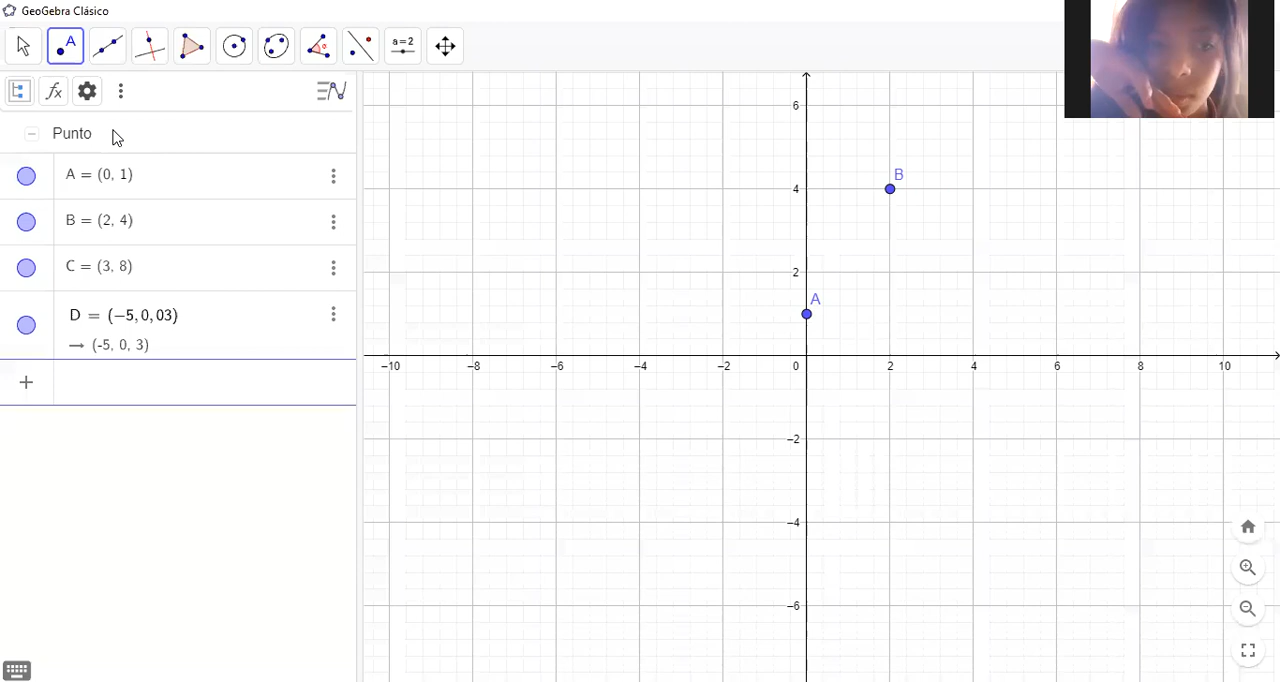 GeoGebra Clásico
A
a=2
fx
Punto
A = (0, 1)
B = (2, 4)
C = (3, 8)
D = (−5, 0, 03)
→ (-5, 0, 3)
+
6
4
2
0
−2
−4
−6
−10 −8 −6 −4 −2 2 4 6 8 10
B
A